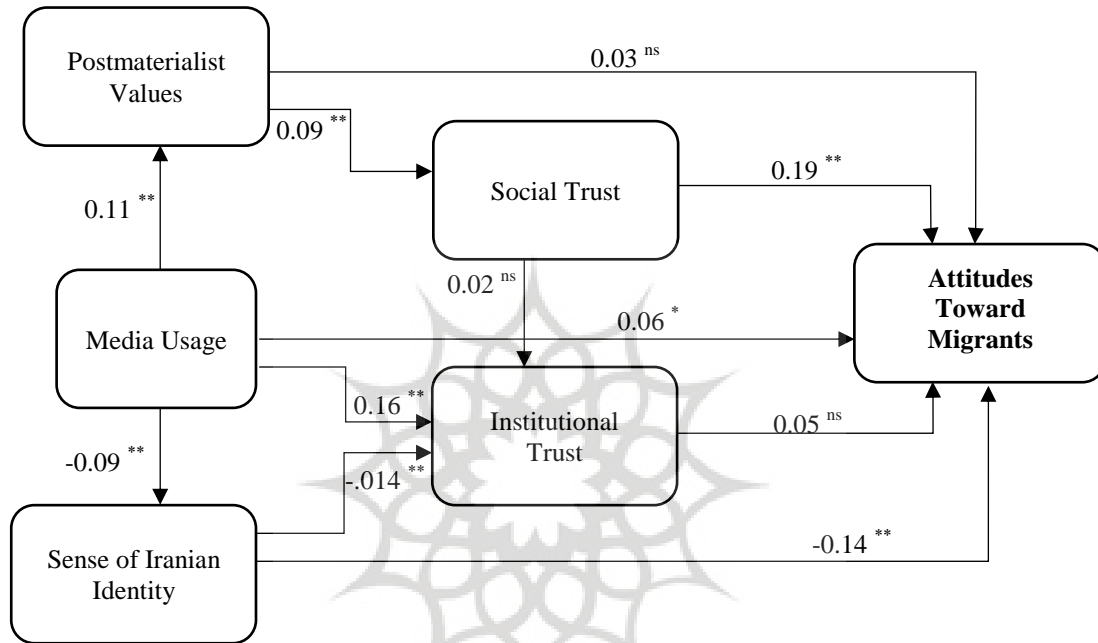 Postmaterialist
Values
0.03 ns
0.09 **
Social Trust
0.19 **
0.11 **
0.02 ns
Attitudes
Toward
Migrants
Media Usage
0.06 *
0.16 **
Institutional
Trust
0.05 ns
-0.09 **
-.014 **
Sense of Iranian
Identity
-0.14 **